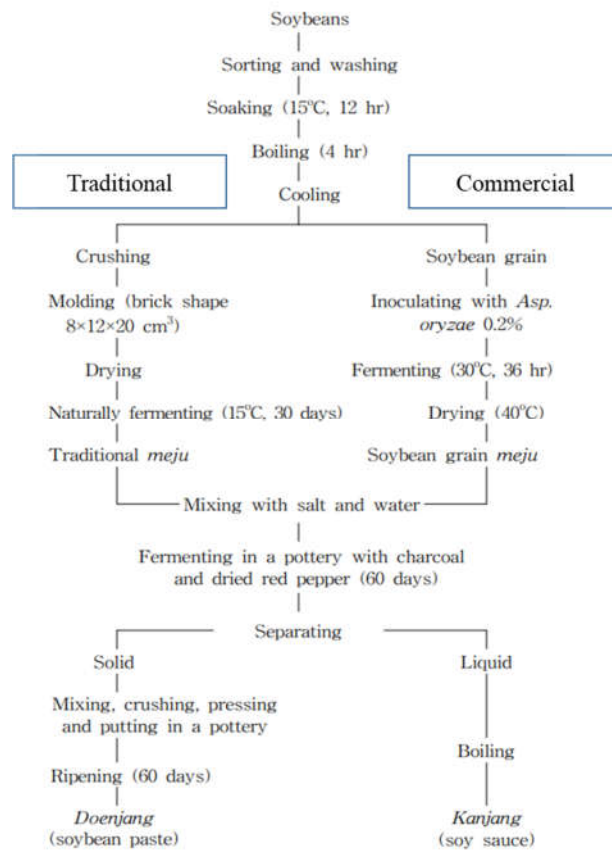 Soybeans
Sorting and washing
Soaking (15℃, 12 hr)
Boiling (4 hr)
Traditional
Commercial
Cooling
Crushing
Soybean grain
Molding (brick shape
8×12×20 cm³)
Inoculating with Asp.
oryzae 0.2%
Drying
Fermenting (30℃, 36 hr)
Naturally fermenting (15℃, 30 days)
Drying (40℃)
Traditional meju
Soybean grain meju
Mixing with salt and water
Fermenting in a pottery with charcoal
and dried red pepper (60 days)
Separating
Solid
Liquid
Mixing, crushing, pressing
and putting in a pottery
Boiling
Ripening (60 days)
Doenjang
(soybean paste)
Kanjang
(soy sauce)